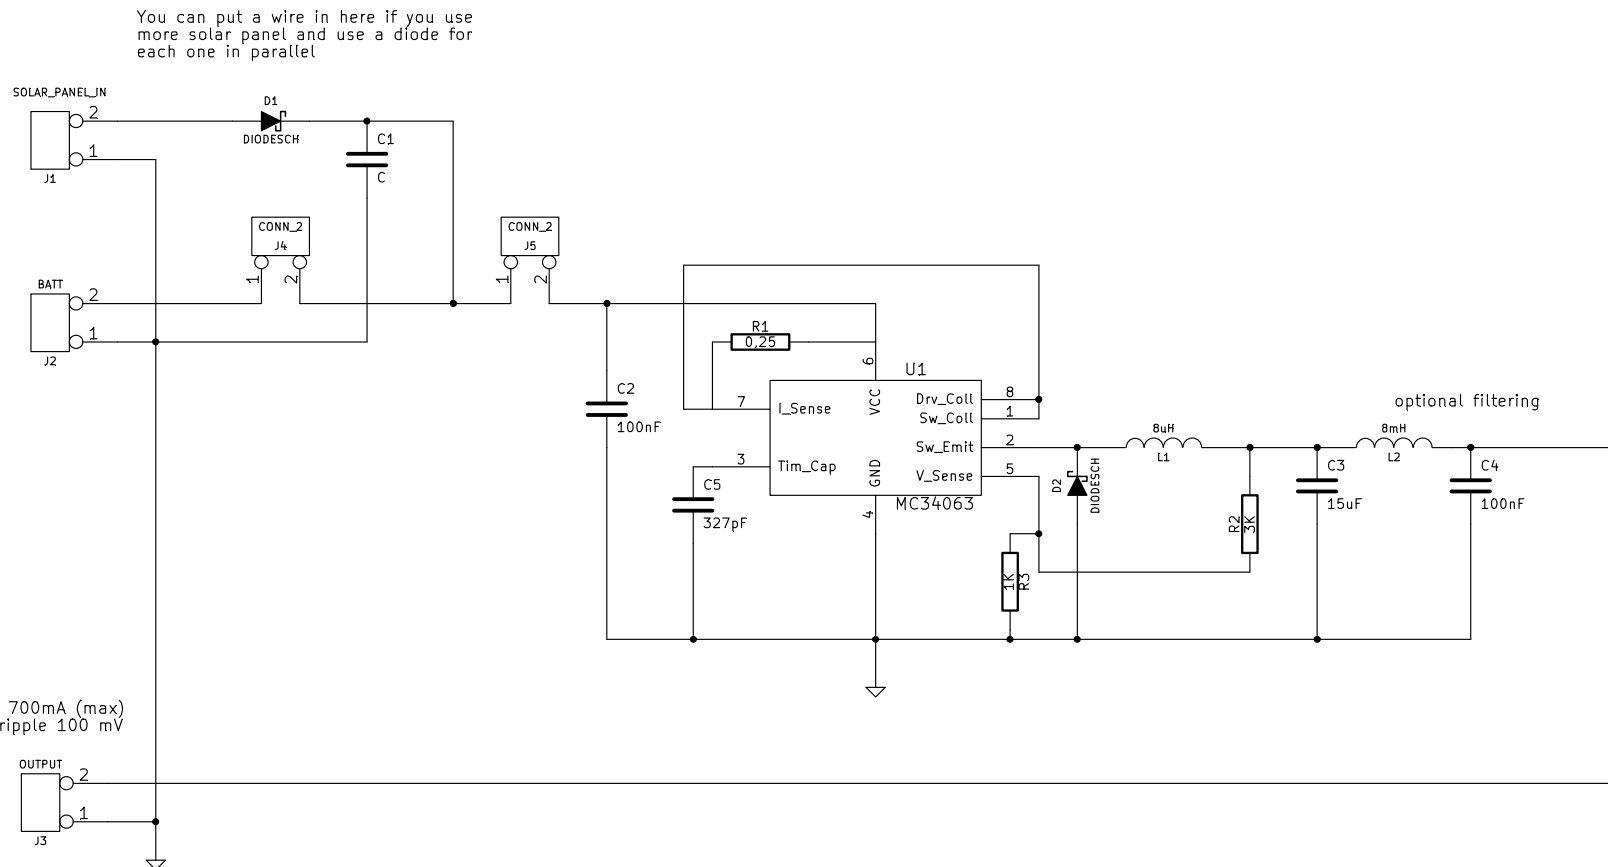 You can put a wire in here if you use
more solar panel and use a diode for
each one in parallel
SOLAR_PANEL_IN
2
1
J1
D1
DIODESCH
C1
C
CONN_2
J4
1
2
CONN_2
J5
1
2
BATT
2
1
J2
R1
0,25
C2
100nF
U1
6
VCC
7
I_Sense
3
Tim_Cap
GND
4
Drv_Coll
8
Sw_Coll
1
Sw_Emit
2
V_Sense
5
MC34063
C5
327pF
D2
DIODESCH
R3
1K
8uH
L1
R2
3K
optional filtering
C3
15uF
8mH
L2
C4
100nF
700mA (max)
ripple 100 mV
OUTPUT
2
1
J3